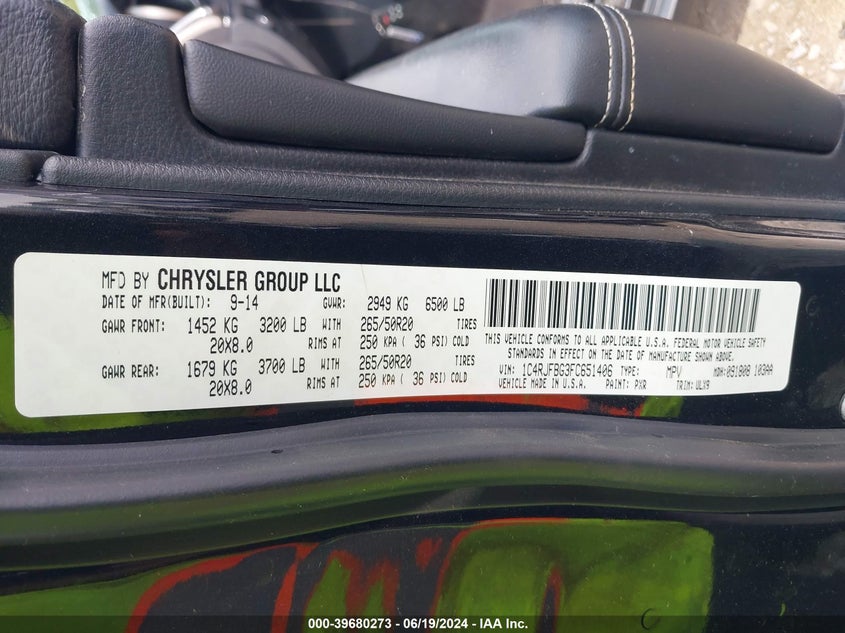 MFD BY CHRYSLER GROUP LLC
DATE OF MFR(BUILT): 9-14 GVWR: 2949 KG 6500 LB
GAWR FRONT: 1452 KG 3200 LB WITH 265/50R20 TIRES
20X8.0 RIMS AT 250 KPA ( 36 PSI) COLD
GAWR REAR: 1679 KG 3700 LB WITH 265/50R20 TIRES
20X8.0 RIMS AT 250 KPA ( 36 PSI) COLD
THIS VEHICLE CONFORMS TO ALL APPLICABLE U.S.A. FEDERAL MOTOR VEHICLE SAFETY
STANDARDS IN EFFECT ON THE DATE OF MANUFACTURE SHOWN ABOVE.
VIN: 1C4RJFBG3FC651406 TYPE: MPV MDH: 091808 103AA
VEHICLE MADE IN U.S.A. PAINT: PXR TRIM: ULX9
000-39680273 - 06/19/2024 - IAA Inc.